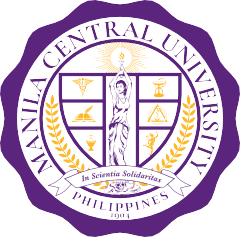 MANILA CENTRAL UNIVERSITY
In Scientia Solidaritas
PHILIPPINES
1904